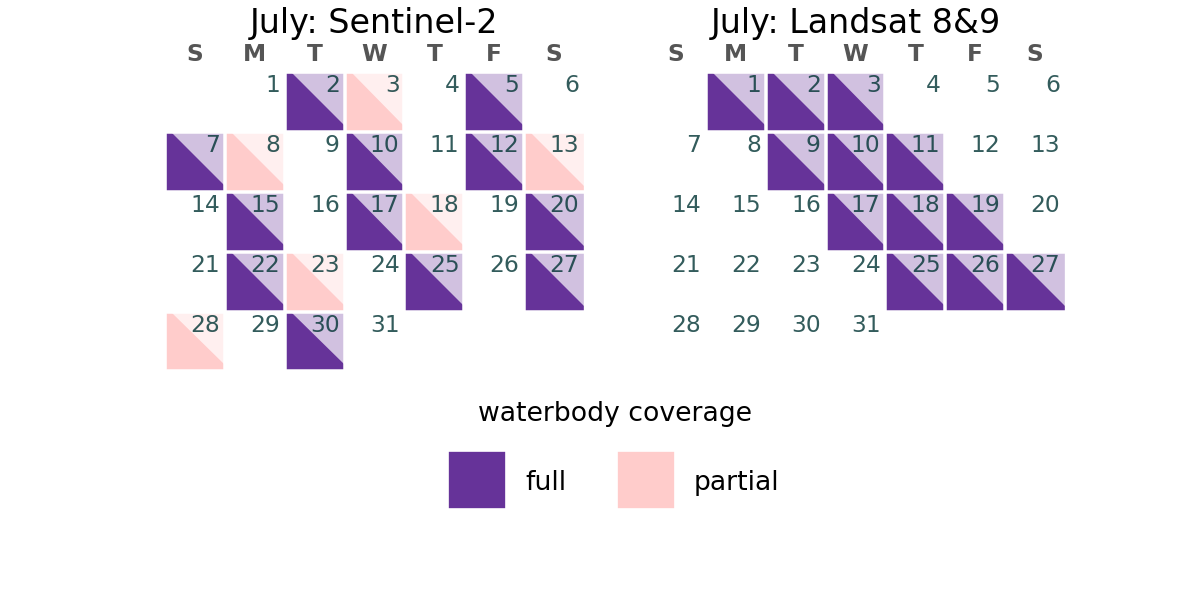 July: Sentinel-2
S M T W T F S
1 2 3 4 5 6
7 8 9 10 11 12 13
14 15 16 17 18 19 20
21 22 23 24 25 26 27
28 29 30 31
July: Landsat 8&9
S M T W T F S
1 2 3 4 5 6
7 8 9 10 11 12 13
14 15 16 17 18 19 20
21 22 23 24 25 26 27
28 29 30 31
waterbody coverage
full
partial